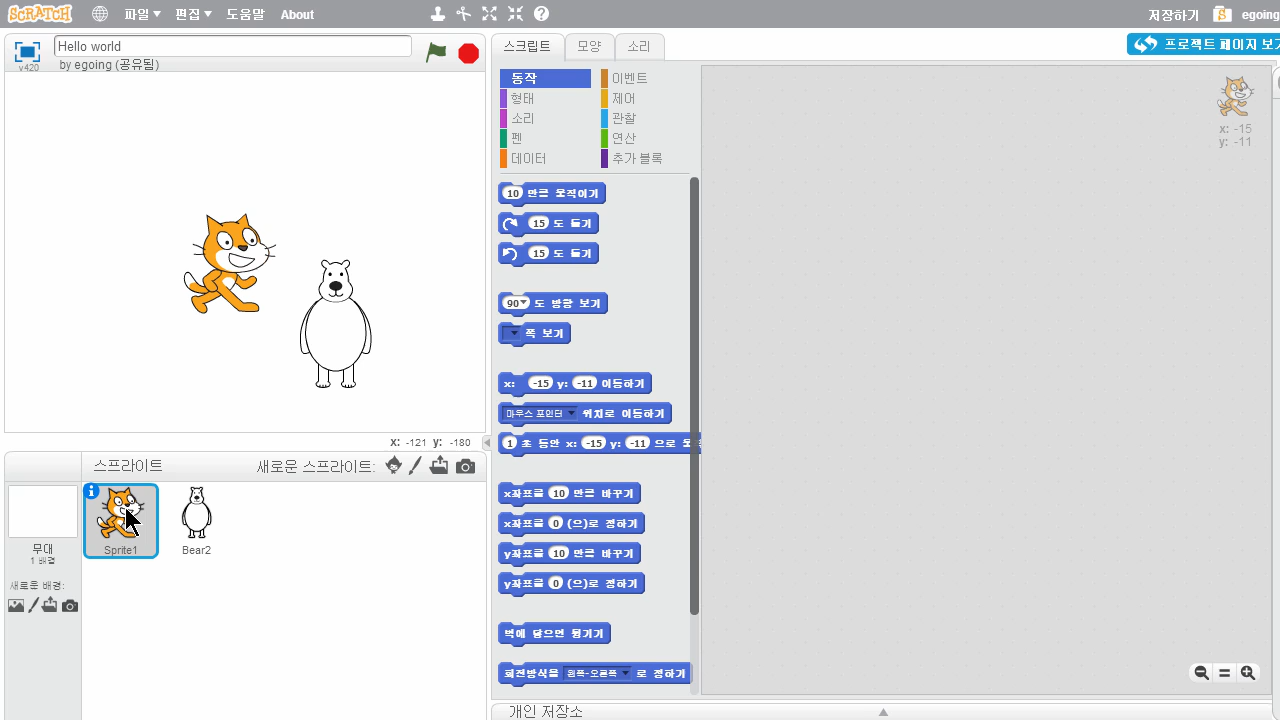 SCRATCH 파일 편집 도움말 About 저장하기 egoing
v420 Hello world
by egoing (공유됨)
스크립트 모양 소리 프로젝트 페이지 보기
동작 이벤트
형태 제어
소리 관찰
펜 연산
데이터 추가 블록
x: -15
y: -11
10 만큼 움직이기
15 도 돌기
15 도 돌기
90 도 방향 보기
쪽 보기
x: -15 y: -11 이동하기
마우스 포인터 위치로 이동하기
1 초 동안 x: -15 y: -11 으로
x좌표를 10 만큼 바꾸기
x좌표를 0 (으)로 정하기
y좌표를 10 만큼 바꾸기
y좌표를 0 (으)로 정하기
벽에 닿으면 튕기기
회전방식을 왼쪽-오른쪽 로 정하기
x: -121 y: -180
스프라이트 새로운 스프라이트:
Sprite1 Bear2
무대
1 배경
새로운 배경:
개인 저장소